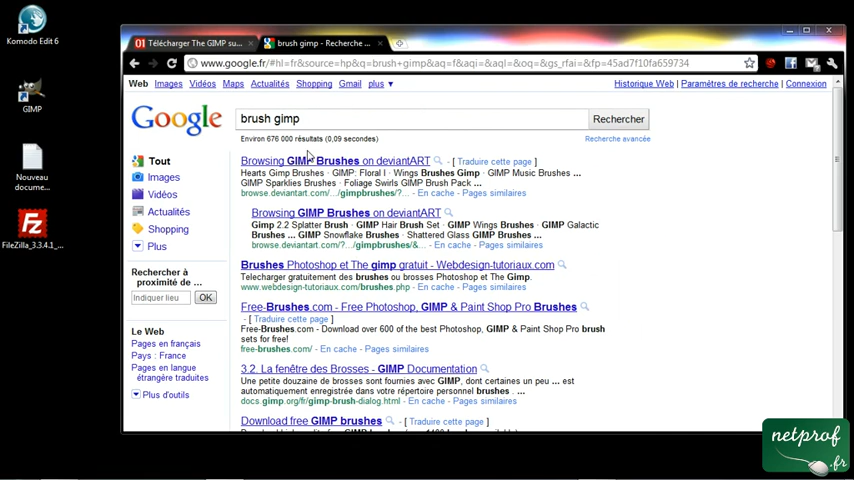 Komodo Edit 6
GIMP
Nouveau
docume...
FileZilla_3.3.4.1_...
01 Télécharger The GIMP su...
brush gimp - Recherche ...
www.google.fr/#hl=fr&source=hp&q=brush+gimp&aq=f&aqi=&aql=&oq=&gs_rfai=&fp=45ad7f10fa659734
Web Images Vidéos Maps Actualités Shopping Gmail plus ▼
Historique Web | Paramètres de recherche | Connexion
Google
brush gimp
Rechercher
Environ 676 000 résultats (0,09 secondes)
Recherche avancée
Tout
Images
Vidéos
Actualités
Shopping
Plus
Rechercher à
proximité de ...
Indiquer lieu OK
Le Web
Pages en français
Pays : France
Pages en langue
étrangère traduites
Plus d'outils
Browsing GIMP Brushes on deviantART - [ Traduire cette page ]
Hearts Gimp Brushes · GIMP: Floral I · Wings Brushes Gimp · GIMP Music Brushes ...
GIMP Sparklies Brushes · Foliage Swirls GIMP Brush Pack ...
browse.deviantart.com/.../gimpbrushes/?... - En cache - Pages similaires
Browsing GIMP Brushes on deviantART
Gimp 2.2 Splatter Brush · GIMP Hair Brush Set · GIMP Wings Brushes · GIMP Galactic
Brushes ... GIMP Snowflake Brushes · Shattered Glass GIMP Brushes ...
browse.deviantart.com/?.../gimpbrushes/&... - En cache - Pages similaires
Brushes Photoshop et The gimp gratuit - Webdesign-tutoriaux.com
Telecharger gratuitement des brushes ou brosses Photoshop et The Gimp.
www.webdesign-tutoriaux.com/brushes.php - En cache - Pages similaires
Free-Brushes.com - Free Photoshop, GIMP & Paint Shop Pro Brushes
- [ Traduire cette page ]
Free-Brushes.com - Download over 600 of the best Photoshop, GIMP & Paint Shop Pro brush
sets for free!
free-brushes.com/ - En cache - Pages similaires
3.2. La fenêtre des Brosses - GIMP Documentation
Une petite douzaine de brosses sont fournies avec GIMP, dont certaines un peu ... est
automatiquement enregistrée dans votre répertoire personnel brushes . ...
docs.gimp.org/fr/gimp-brush-dialog.html - En cache - Pages similaires
Download free GIMP brushes - [ Traduire cette page ]
netprof
.fr